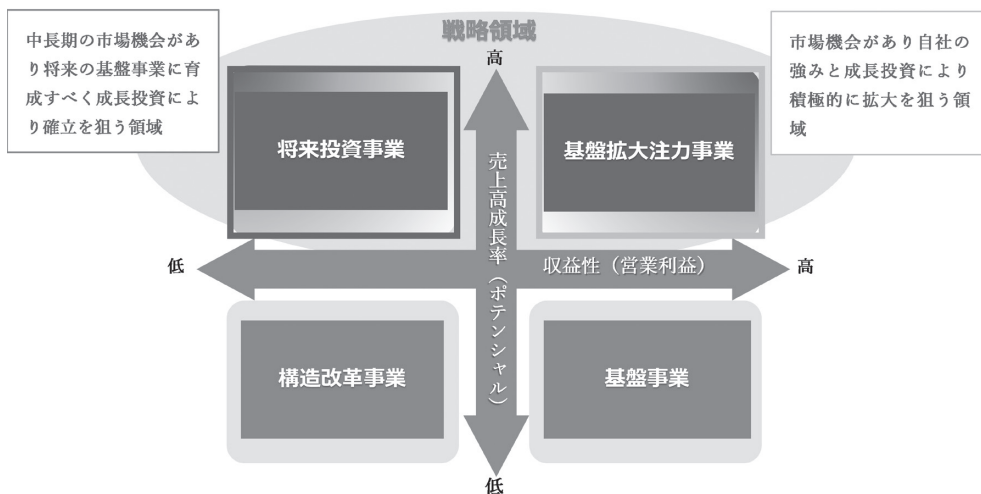 戦略領域
中長期の市場機会があ
り将来の基盤事業に育
成すべく成長投資によ
り確立を狙う領域
市場機会があり自社の
強みと成長投資により
積極的に拡大を狙う領
域
高
将来投資事業
基盤拡大注力事業
売上高成長率（ポテンシャル）
低
収益性（営業利益）
高
構造改革事業
基盤事業
低